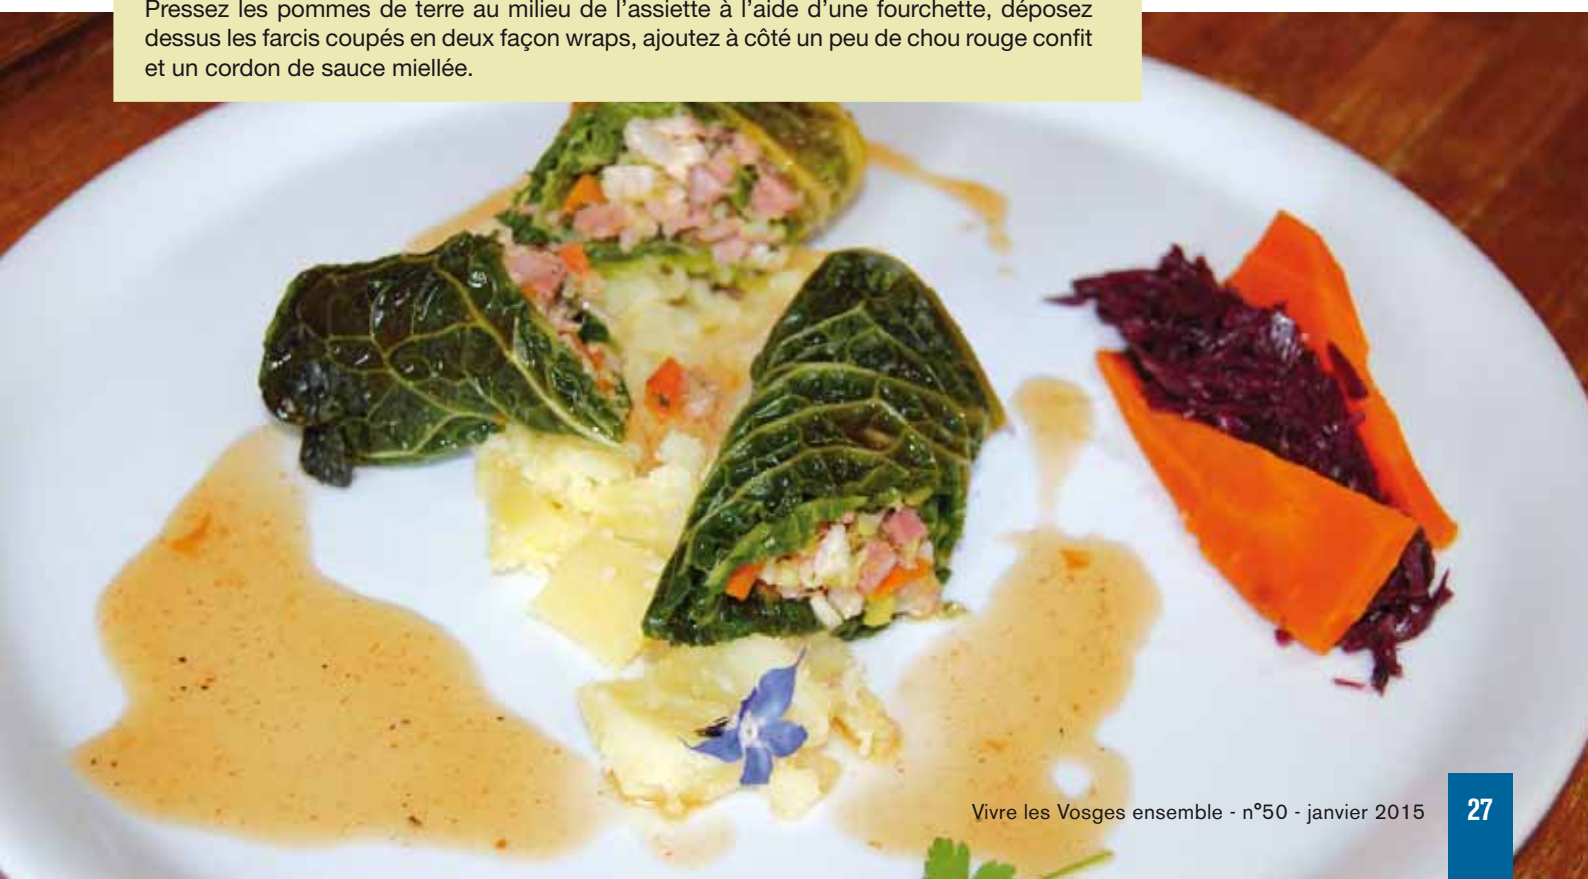 Pressez les pommes de terre au milieu de l'assiette à l'aide d'une fourchette, déposez
dessus les farcis coupés en deux façon wraps, ajoutez à côté un peu de chou rouge confit
et un cordon de sauce miellée.
Vivre les Vosges ensemble - n°50 - janvier 2015
27